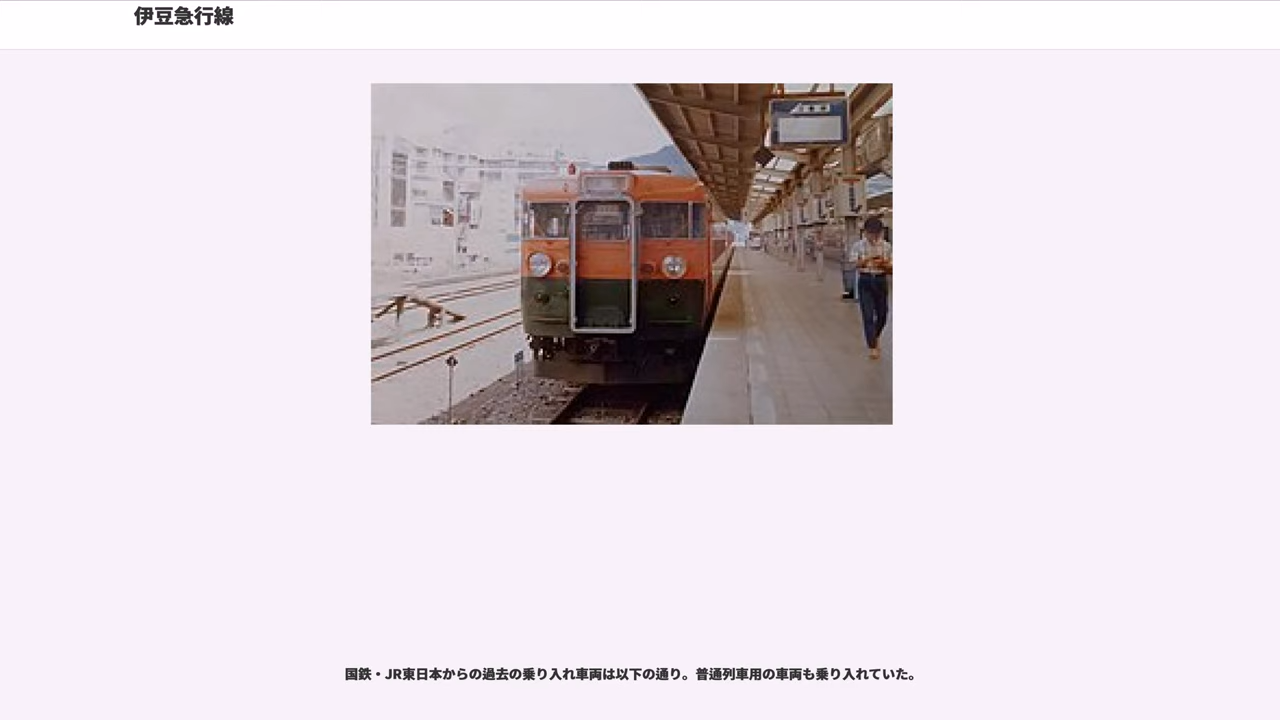 伊豆急行線
国鉄・JR東日本からの過去の乗り入れ車両は以下の通り。普通列車用の車両も乗り入れていた。